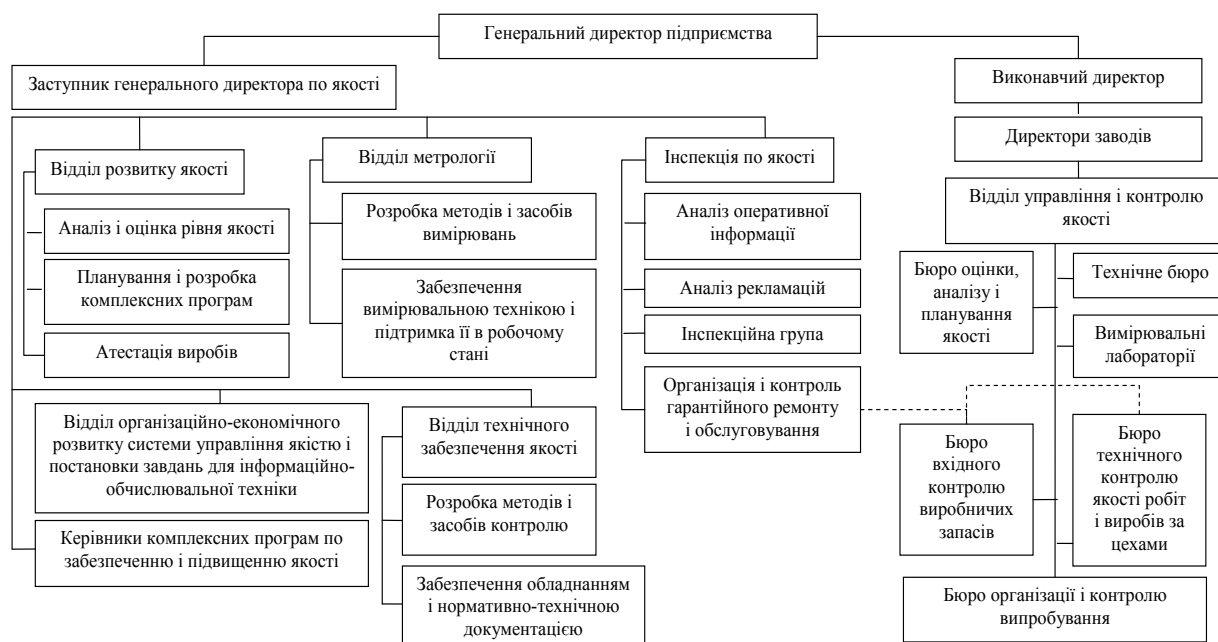 Генеральний директор підприємства
Заступник генерального директора по якості
Виконавчий директор
Директори заводів
Відділ розвитку якості
Аналіз і оцінка рівня якості
Планування і розробка
комплексних програм
Атестація виробів
Відділ метрології
Розробка методів і засобів
вимірювань
Забезпечення
вимірювальною технікою і
підтримка її в робочому
стані
Інспекція по якості
Аналіз оперативної
інформації
Аналіз рекламацій
Інспекційна група
Організація і контроль
гарантійного ремонту
і обслуговування
Відділ управління і контролю
якості
Бюро оцінки,
аналізу і
планування
якості
Технічне бюро
Вимірювальні
лабораторії
Відділ організаційно-економічного
розвитку системи управління якістю і
постановки завдань для інформаційно-
обчислювальної техніки
Керівники комплексних програм по
забезпеченню і підвищенню якості
Відділ технічного
забезпечення якості
Розробка методів і
засобів контролю
Забезпечення обладнанням
і нормативно-технічною
документацією
Бюро
вхідного
контролю
виробничих
запасів
Бюро
технічного
контролю
якості робіт
і виробів за
цехами
Бюро організації і контролю
випробування